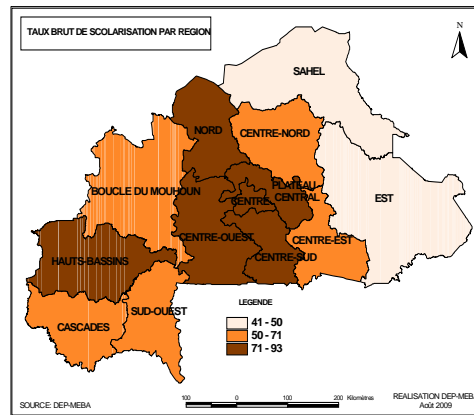 TAUX BRUT DE SCOLARISATION PAR REGION
N
SAHEL
NORD
CENTRE-NORD
BOUCLE DU MOUHOUN
PLATEAU
CENTRAL
CENTRE
EST
CENTRE-OUEST
CENTRE-EST
CENTRE-SUD
HAUTS-BASSINS
SUD-OUEST
CASCADES
LEGENDE
41 - 50
50 - 71
71 - 93
100 0 100 200 Kilomètres
SOURCE: DEP-MEBA
REALISATION DEP-MEB
Août 2009